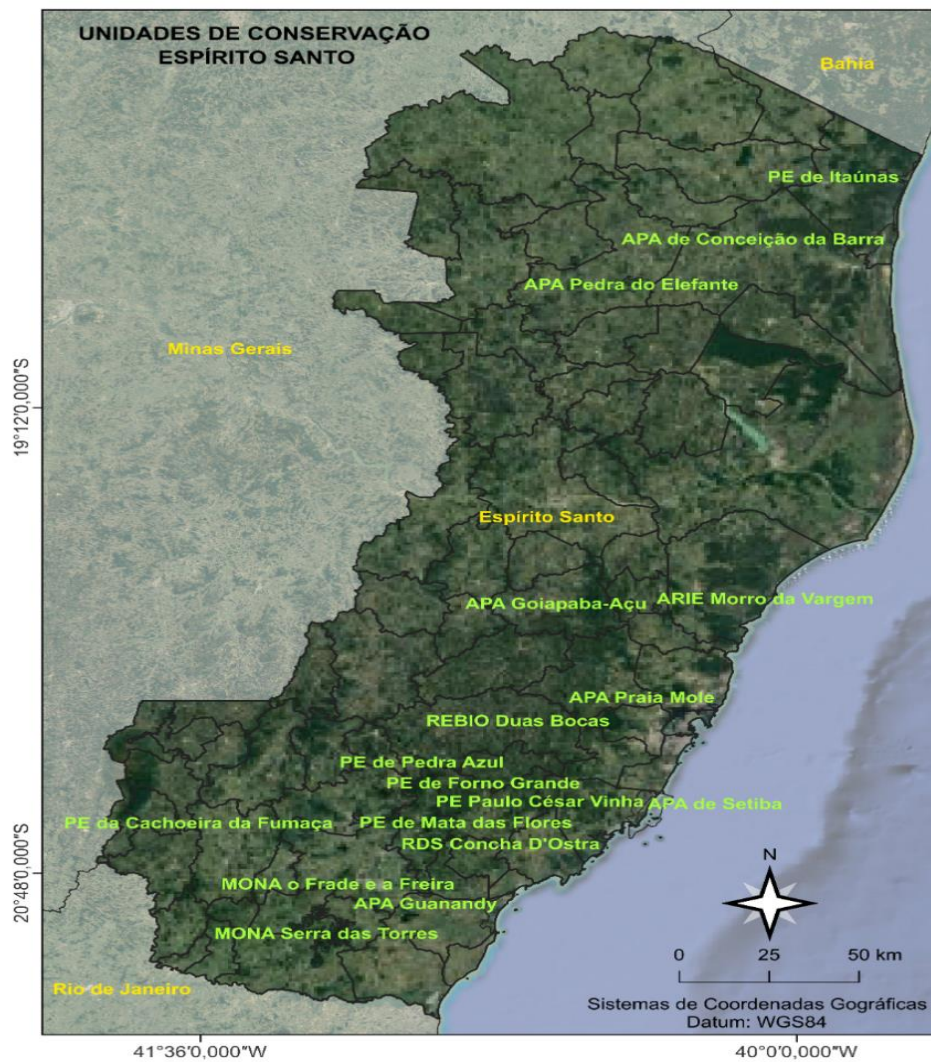 UNIDADES DE CONSERVAÇÃO
ESPÍRITO SANTO
Bahia
PE de Itaúnas
APA de Conceição da Barra
APA Pedra do Elefante
Minas Gerais
19°12'0,000"S
Espírito Santo
APA Goiapaba-Açu
ARIE Morro da Vargem
APA Praia Mole
REBIO Duas Bocas
PE de Pedra Azul
PE de Forno Grande
PE Paulo César Vinha
APA de Setiba
PE da Cachoeira da Fumaça
PE de Mata das Flores
RDS Concha D'Ostra
20°48'0,000"S
MONA o Frade e a Freira
APA Guanandy
MONA Serra das Torres
N
0 25 50 km
Rio de Janeiro
Sistemas de Coordenadas Gográficas
Datum: WGS84
41°36'0,000"W
40°0'0,000"W